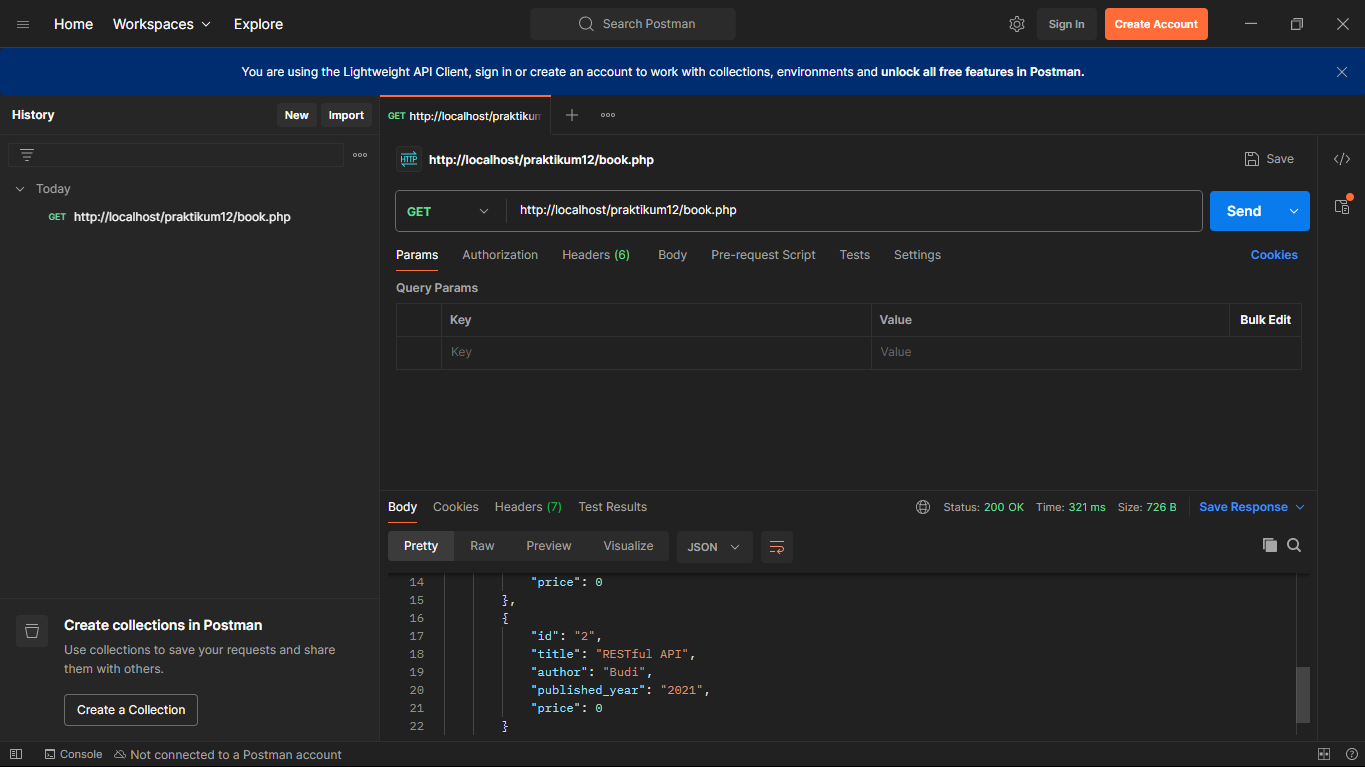 Home Workspaces Explore Search Postman Sign In Create Account
You are using the Lightweight API Client, sign in or create an account to work with collections, environments and unlock all free features in Postman.
History New Import
GET http://localhost/praktikum
Today
GET http://localhost/praktikum12/book.php
HTTP http://localhost/praktikum12/book.php Save
GET http://localhost/praktikum12/book.php Send
Params Authorization Headers (6) Body Pre-request Script Tests Settings Cookies
Query Params
Key Value Bulk Edit
Key Value
Body Cookies Headers (7) Test Results Status: 200 OK Time: 321 ms Size: 726 B Save Response
Pretty Raw Preview Visualize JSON
14 "price": 0
15 },
16 {
17 "id": "2",
18 "title": "RESTful API",
19 "author": "Budi",
20 "published_year": "2021",
21 "price": 0
22 }
Create collections in Postman
Use collections to save your requests and share
them with others.
Create a Collection
Console Not connected to a Postman account